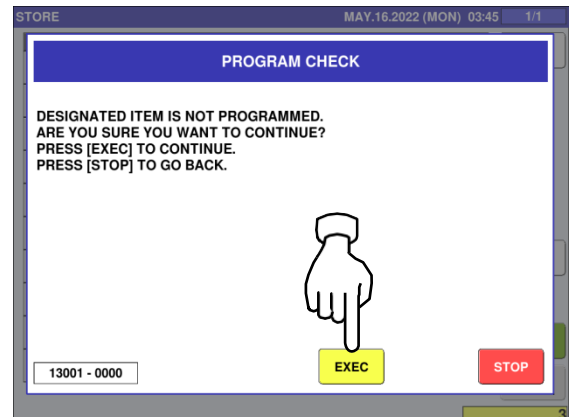 STORE MAY.16.2022 (MON) 03:45 1/1
PROGRAM CHECK
DESIGNATED ITEM IS NOT PROGRAMMED.
ARE YOU SURE YOU WANT TO CONTINUE?
PRESS [EXEC] TO CONTINUE.
PRESS [STOP] TO GO BACK.
13001 - 0000 EXEC STOP
3